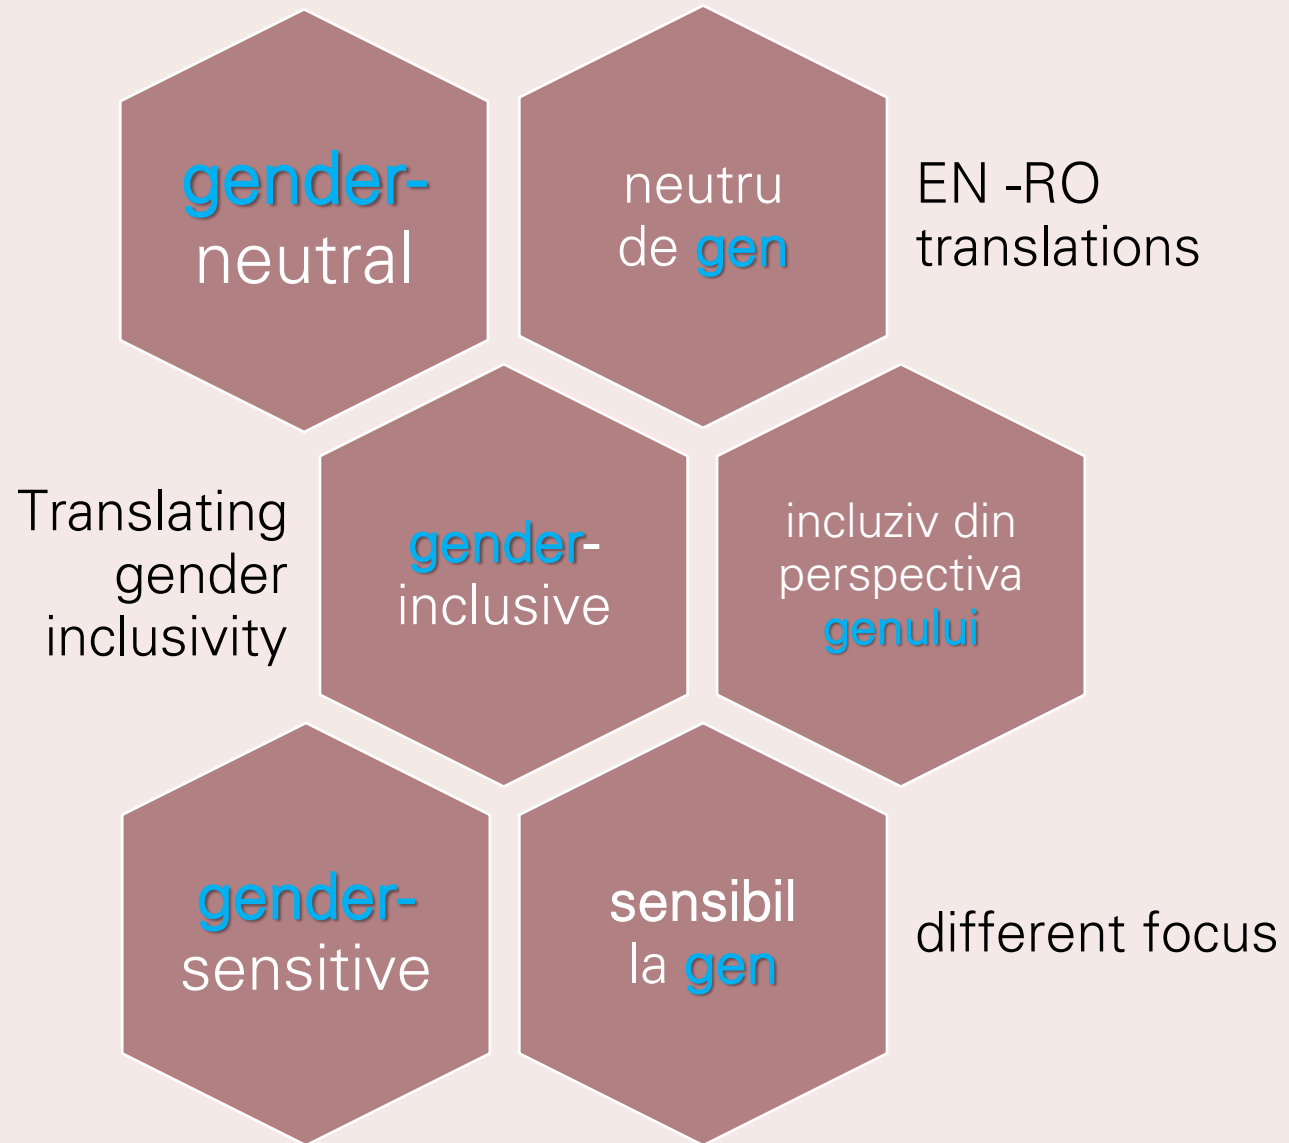 gender-
neutral
neutru
de gen
EN -RO
translations
Translating
gender
inclusivity
gender-
inclusive
incluziv din
perspectiva
genului
gender-
sensitive
sensibil
la gen
different focus